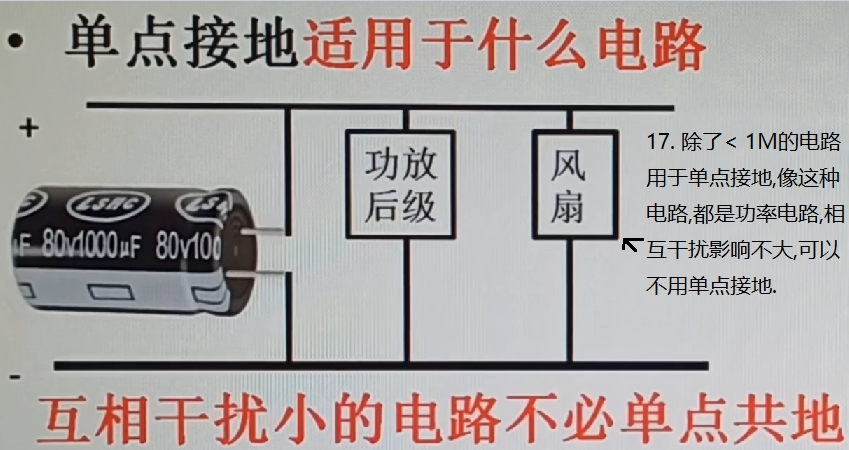 • 单点接地适用于什么电路
+
功放
后级
风
扇
17. 除了< 1M的电路
用于单点接地,像这种
电路,都是功率电路,相
互干扰影响不大,可以
不用单点接地.
LSHG
F 80v1000μF 80v100
-
互相干扰小的电路不必单点共地